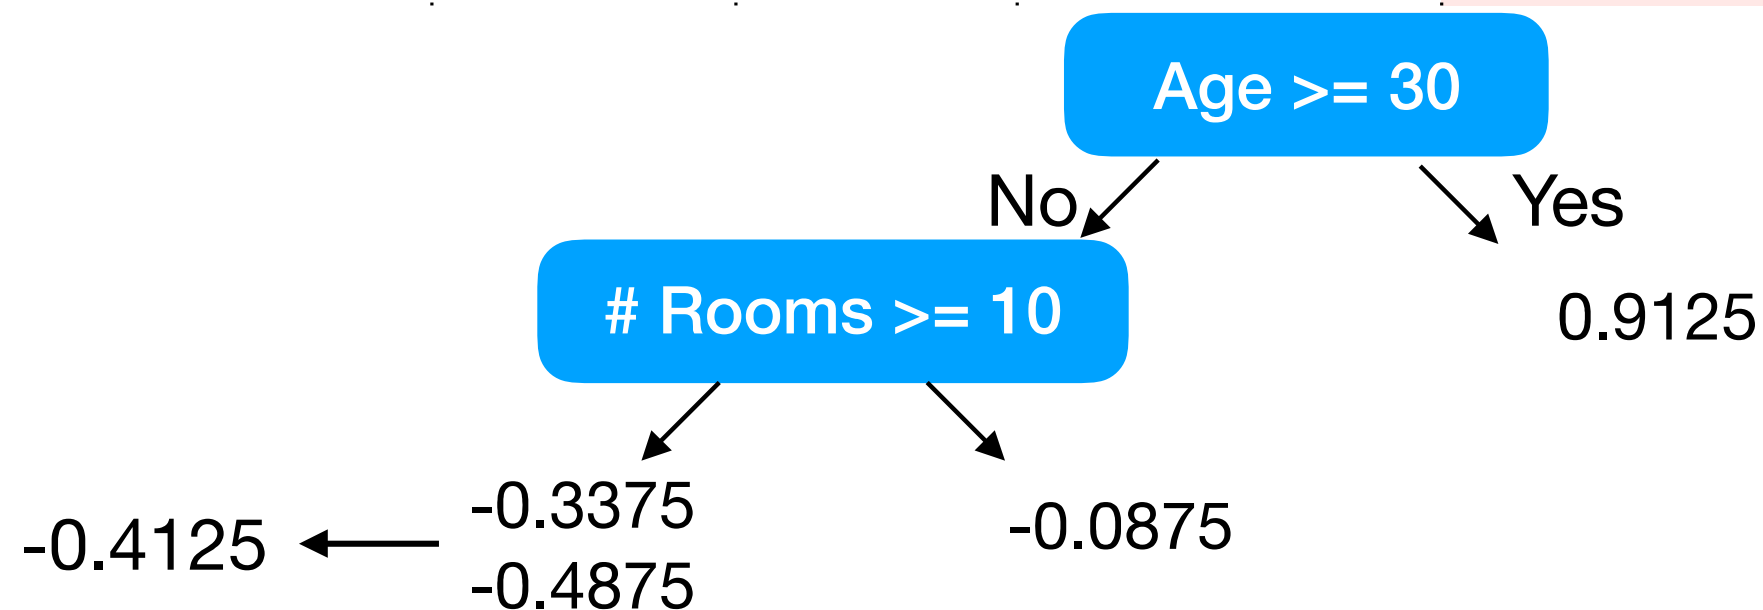 Age >= 30
No
Yes
# Rooms >= 10
0.9125
-0.3375
-0.0875
-0.4125
-0.4875